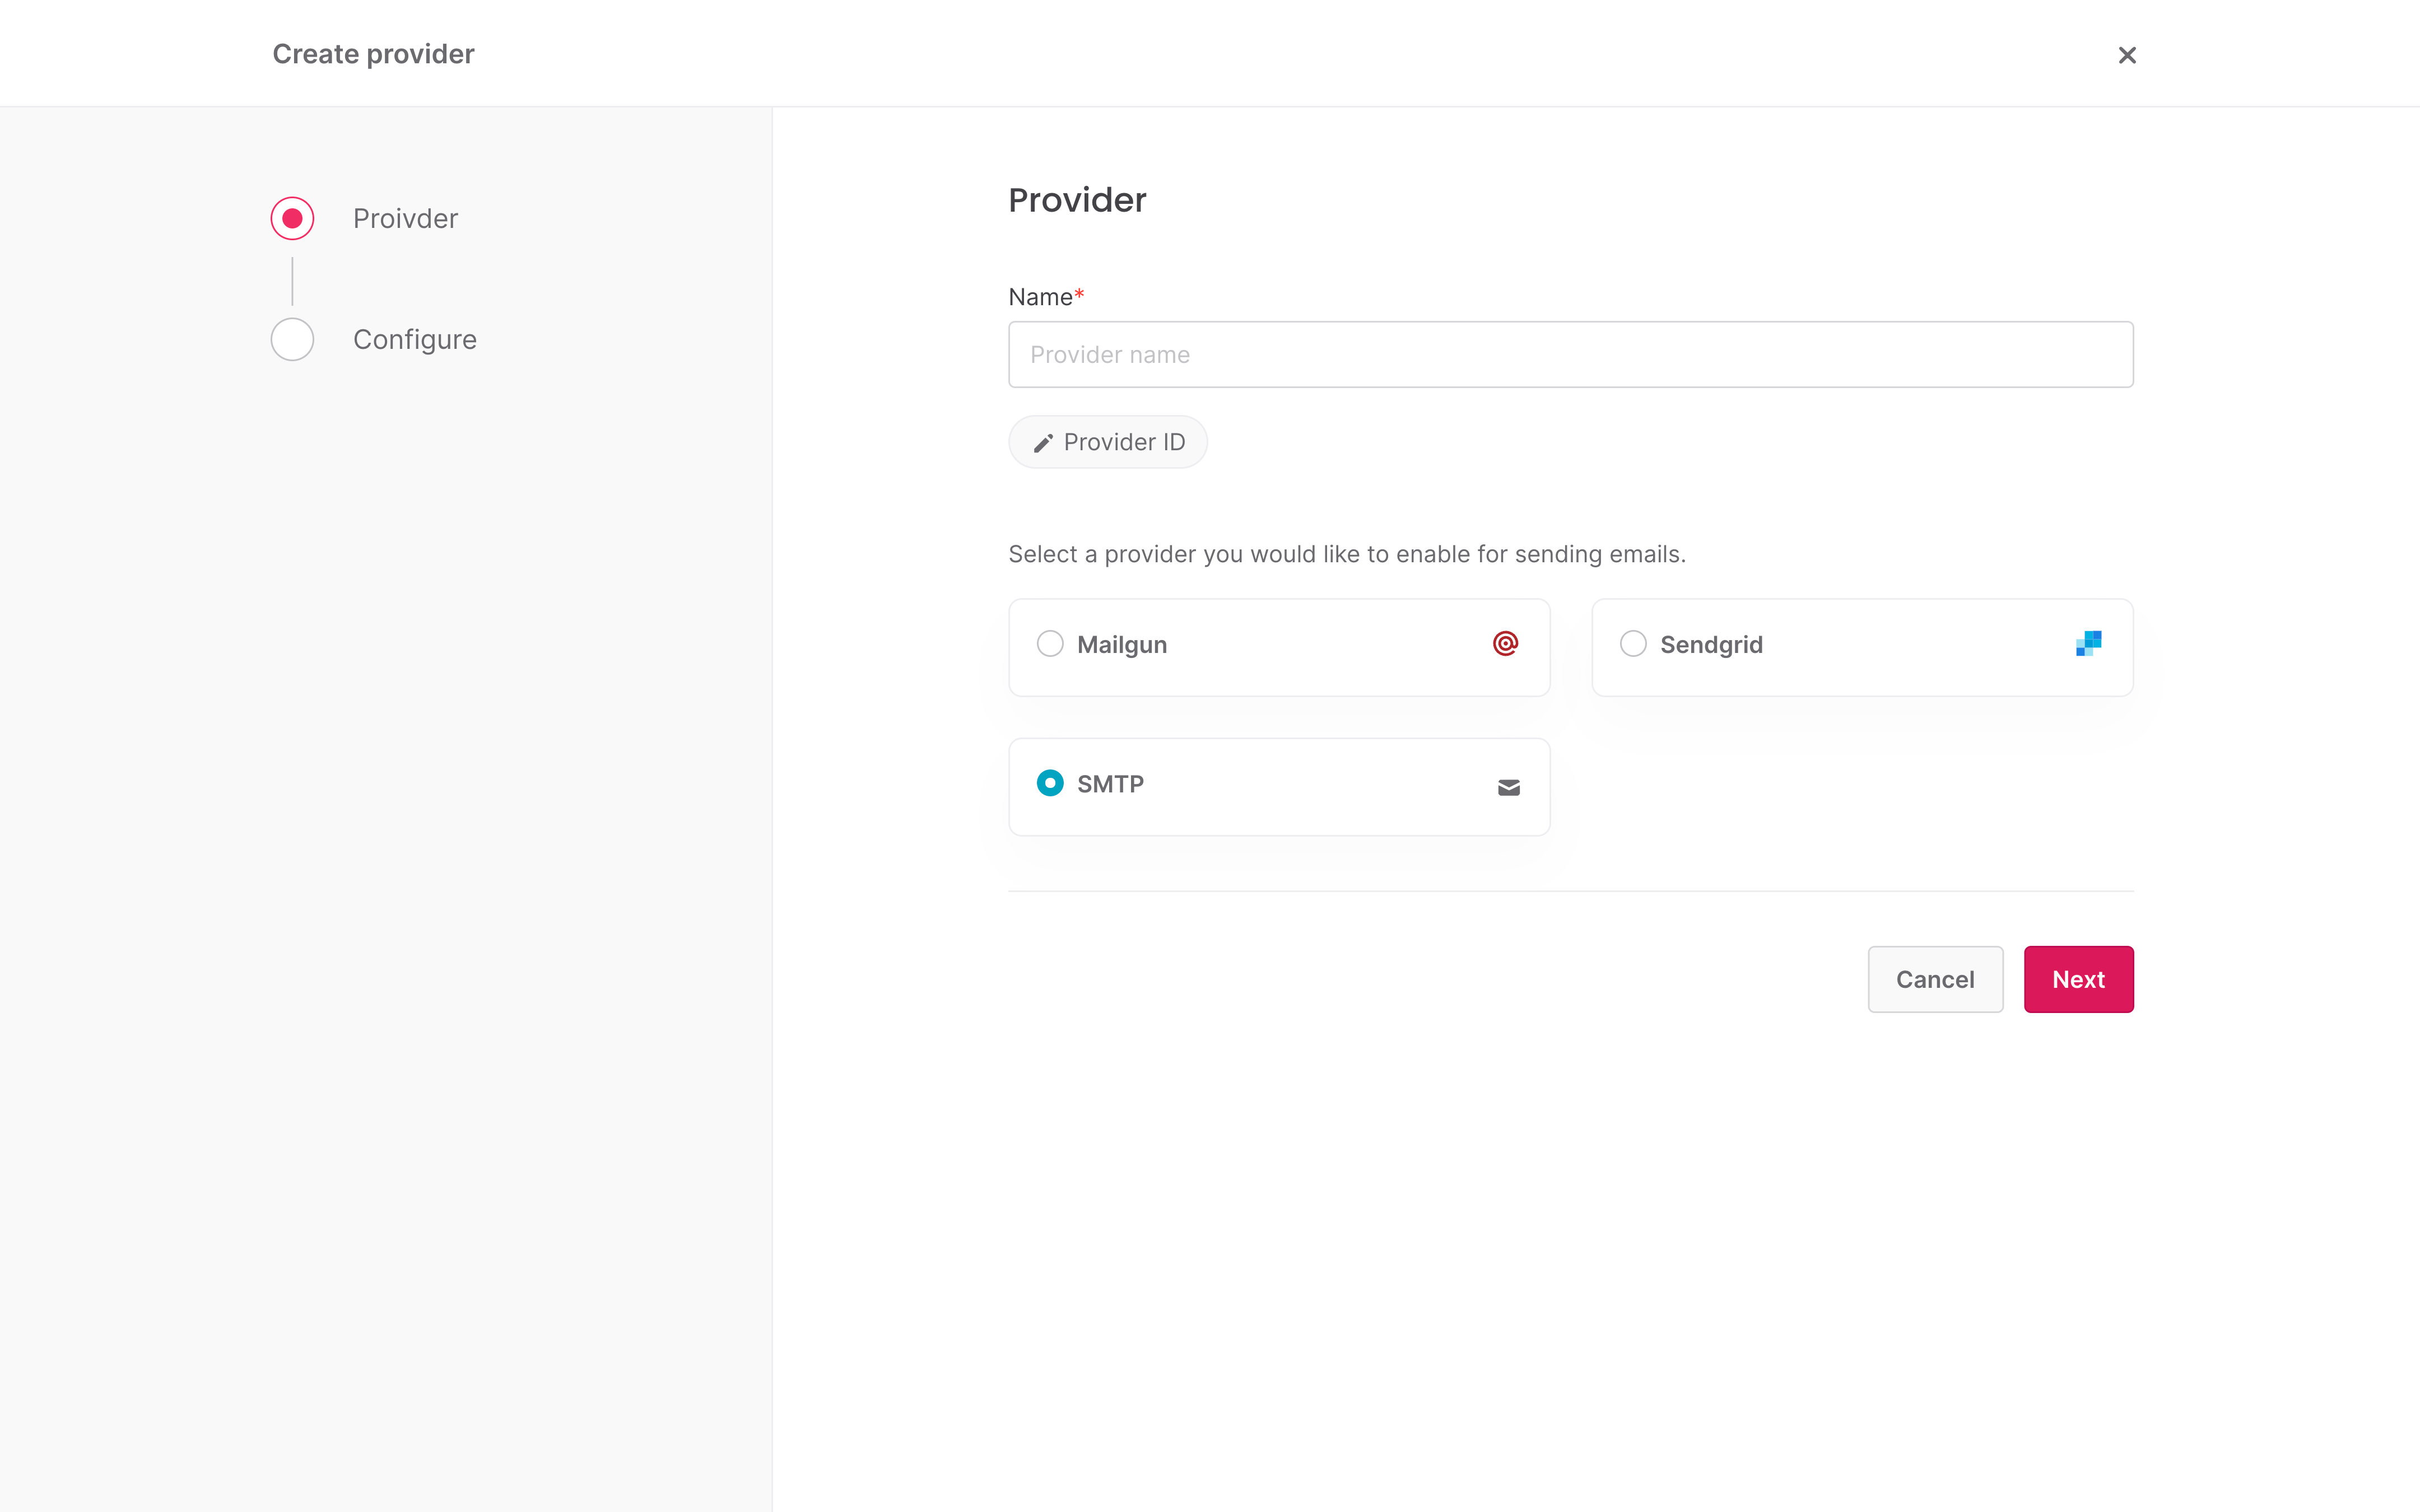 Create provider
Proivder
Configure
Provider
Name*
Provider name
Provider ID
Select a provider you would like to enable for sending emails.
Mailgun
Sendgrid
SMTP
Cancel
Next